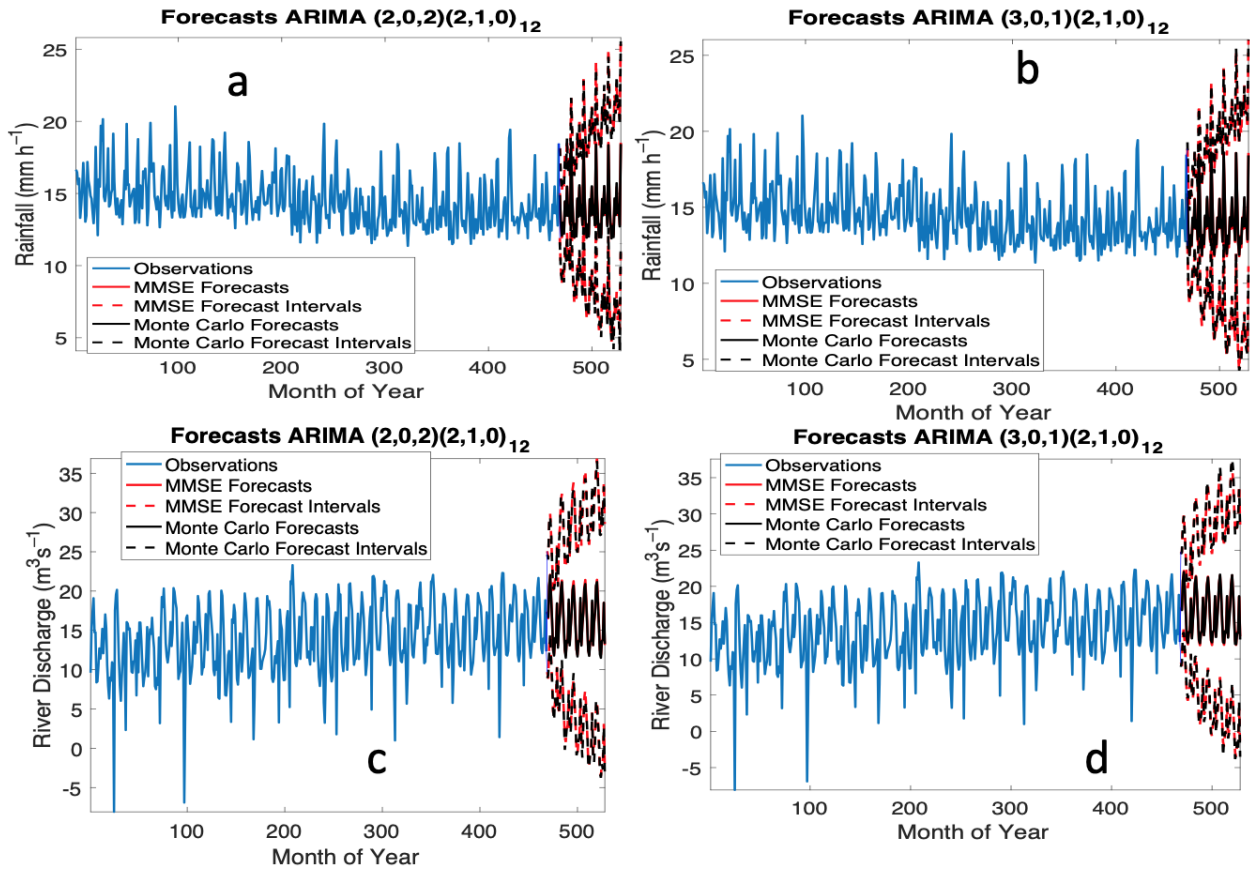 Forecasts ARIMA (2,0,2)(2,1,0)12
a
25
20
15
10
5
Rainfall (mm h−1)
Observations
MMSE Forecasts
MMSE Forecast Intervals
Monte Carlo Forecasts
Monte Carlo Forecast Intervals
100 200 300 400 500
Month of Year
Forecasts ARIMA (3,0,1)(2,1,0)12
b
25
20
15
10
5
Rainfall (mm h−1)
Observations
MMSE Forecasts
MMSE Forecast Intervals
Monte Carlo Forecasts
Monte Carlo Forecast Intervals
100 200 300 400 500
Month of Year
Forecasts ARIMA (2,0,2)(2,1,0)12
Observations
MMSE Forecasts
MMSE Forecast Intervals
Monte Carlo Forecasts
Monte Carlo Forecast Intervals
35
30
25
20
15
10
5
0
-5
River Discharge (m3s−1)
c
100 200 300 400 500
Month of Year
Forecasts ARIMA (3,0,1)(2,1,0)12
Observations
MMSE Forecasts
MMSE Forecast Intervals
Monte Carlo Forecasts
Monte Carlo Forecast Intervals
35
30
25
20
15
10
5
0
-5
River Discharge (m3s−1)
d
100 200 300 400 500
Month of Year